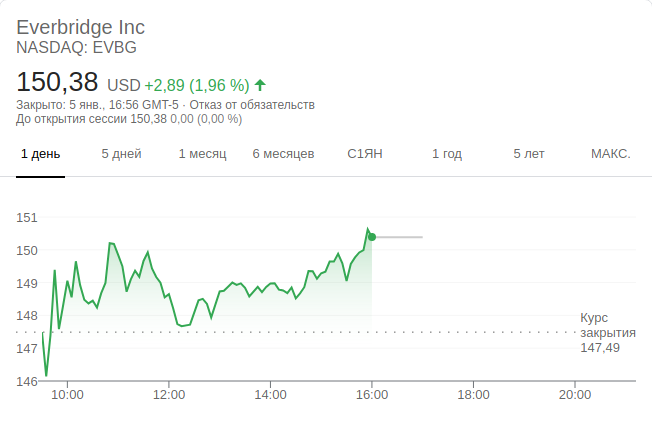 Everbridge Inc
NASDAQ: EVBG
150,38 USD +2,89 (1,96 %)
Закрыто: 5 янв., 16:56 GMT-5 · Отказ от обязательств
До открытия сессии 150,38 0,00 (0,00 %)
1 день 5 дней 1 месяц 6 месяцев С1ЯН 1 год 5 лет МАКС.
151
150
149
148
Курс
закрытия
147,49
147
146
10:00 12:00 14:00 16:00 18:00 20:00